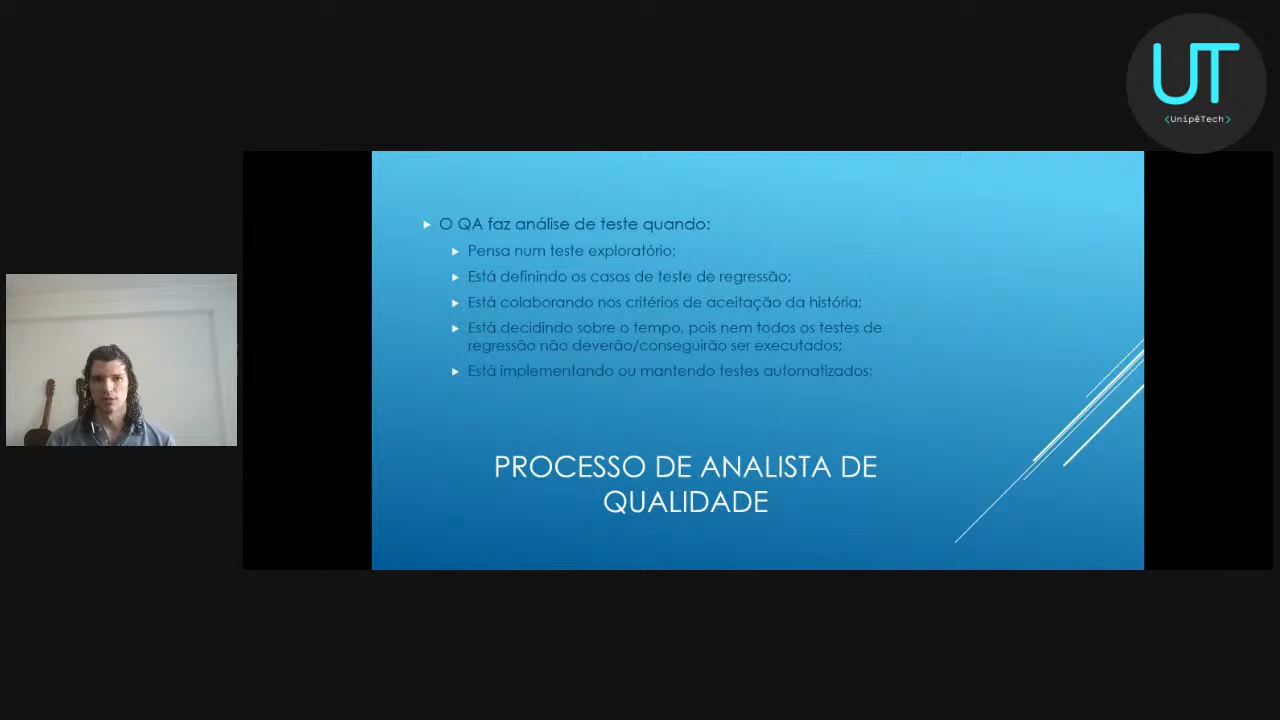 UT
<UnipêTech>
O QA faz análise de teste quando:
Pensa num teste exploratório;
Está definindo os casos de teste de regressão;
Está colaborando nos critérios de aceitação da história;
Está decidindo sobre o tempo, pois nem todos os testes de
regressão não deverão/conseguirão ser executados;
Está implementando ou mantendo testes automatizados;
PROCESSO DE ANALISTA DE
QUALIDADE